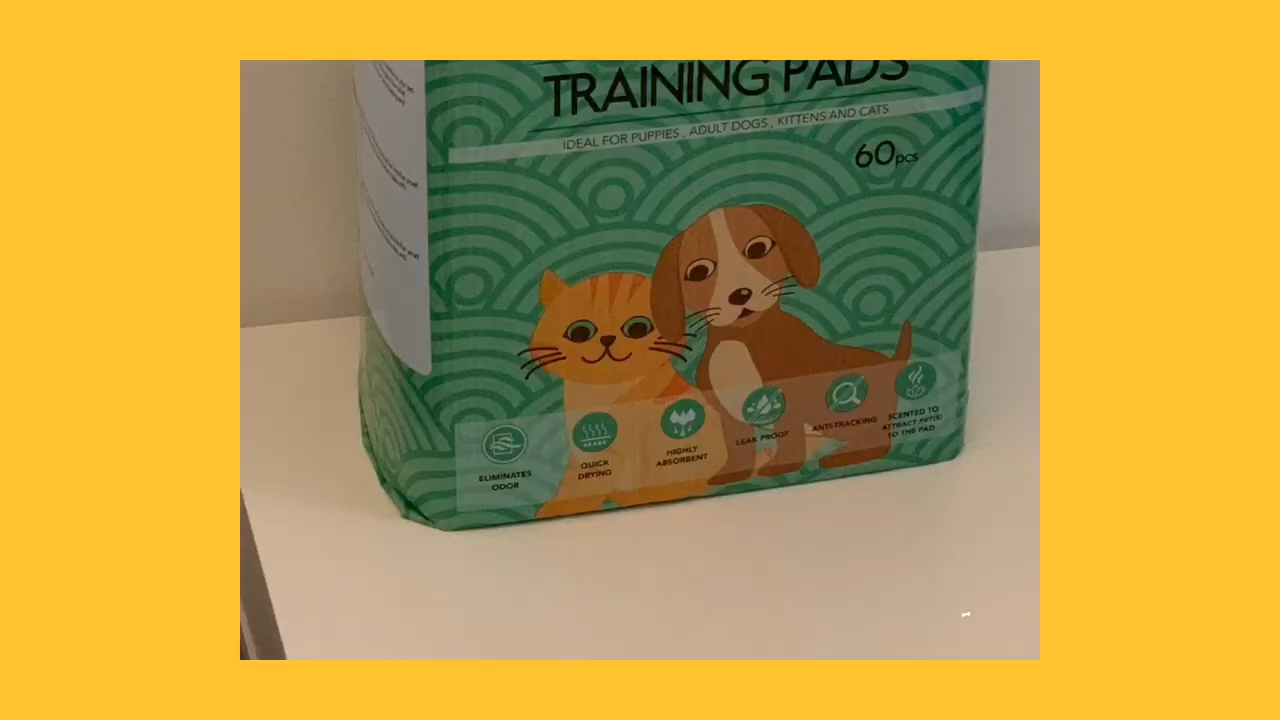 TRAINING PADS
IDEAL FOR PUPPIES , ADULT DOGS , KITTENS AND CATS
60pcs
ELIMINATES
ODOR
QUICK
DRYING
HIGHLY
ABSORBENT
LEAK PROOF
ANTI-TRACKING
SCENTED TO
ATTRACT PET(S)
TO THE PAD